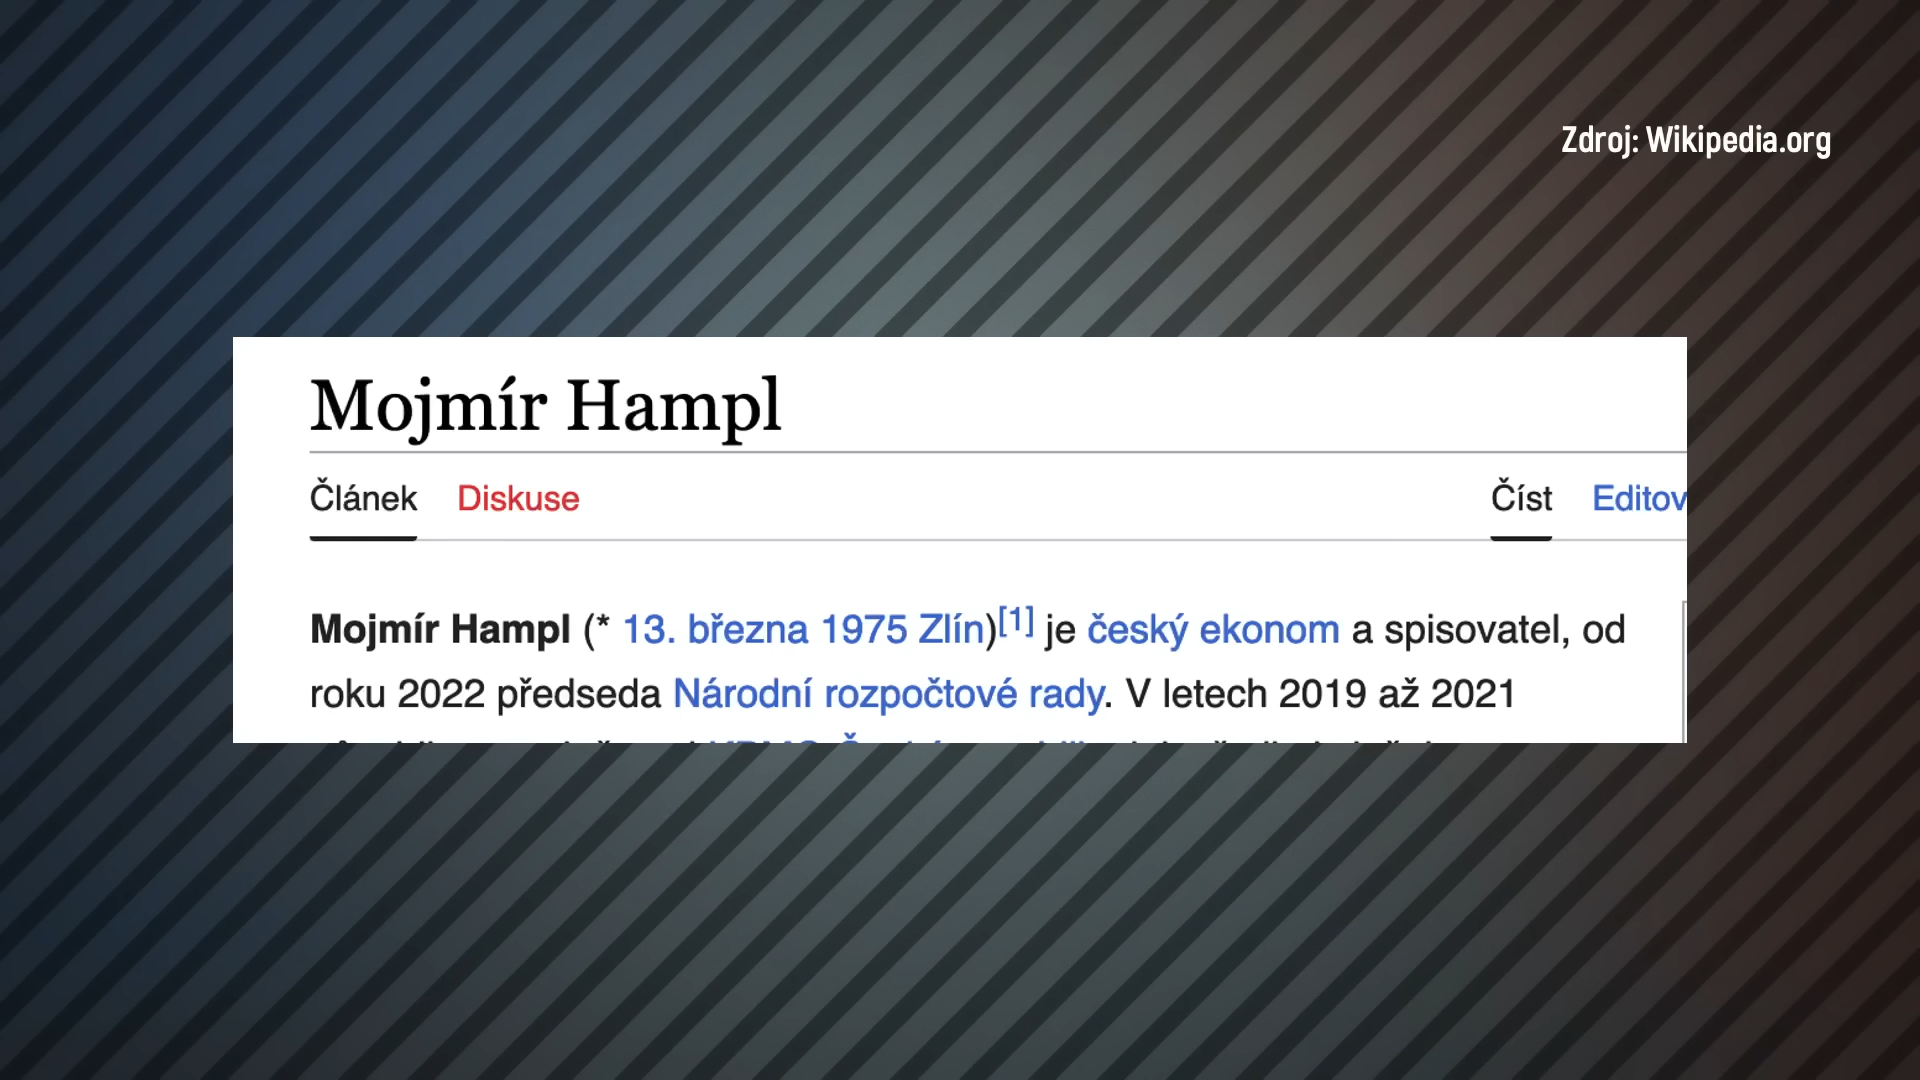 Zdroj: Wikipedia.org
Mojmír Hampl
Článek Diskuse Číst Editov
Mojmír Hampl (* 13. března 1975 Zlín)[1] je český ekonom a spisovatel, od
roku 2022 předseda Národní rozpočtové rady. V letech 2019 až 2021